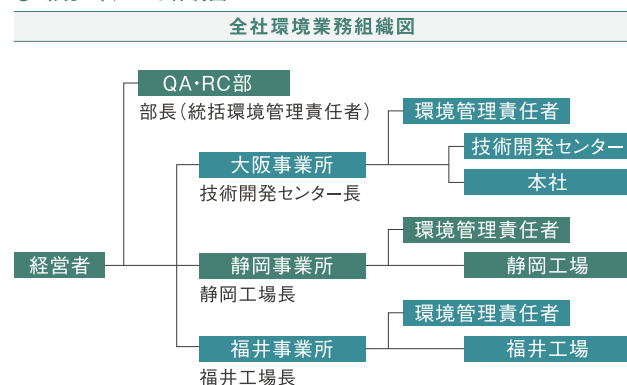 全社環境業務組織図
QA・RC部
部長(統括環境管理責任者)
環境管理責任者
技術開発センター
大阪事業所
本社
技術開発センター長
環境管理責任者
経営者
静岡事業所
静岡工場
静岡工場長
環境管理責任者
福井事業所
福井工場
福井工場長